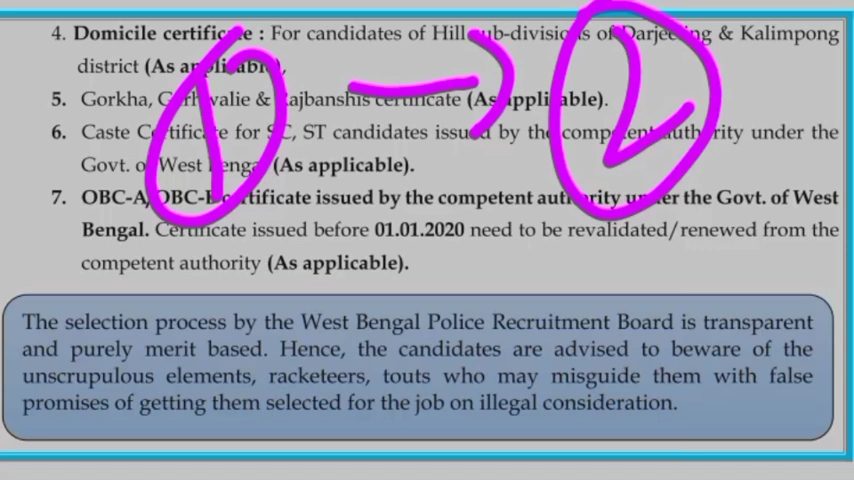 4. Domicile certificate : For candidates of Hill sub-divisions of Darjeeling & Kalimpong
district (As applicable),
5. Gorkha, Garhwalie & Rajbanshis certificate (As applicable).
6. Caste Certificate for SC, ST candidates issued by the competent authority under the
Govt. of West Bengal (As applicable).
7. OBC-A/OBC-B certificate issued by the competent authority under the Govt. of West
Bengal. Certificate issued before 01.01.2020 need to be revalidated/renewed from the
competent authority (As applicable).
1 → 2
The selection process by the West Bengal Police Recruitment Board is transparent
and purely merit based. Hence, the candidates are advised to beware of the
unscrupulous elements, racketeers, touts who may misguide them with false
promises of getting them selected for the job on illegal consideration.